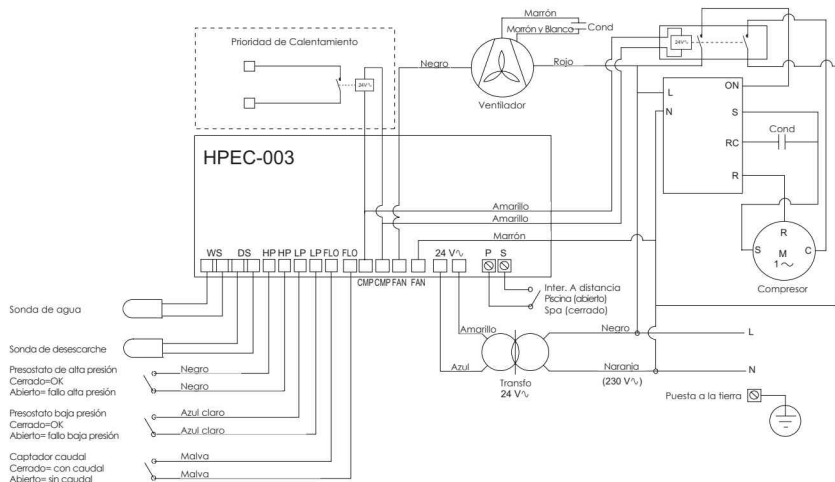 Marrón
Marrón y Blanco
Cond
Prioridad de Calentamiento
24V∿
24V∿
Negro
Rojo
Ventilador
L
N
ON
S
RC
R
Cond
HPEC-003
Amarillo
Amarillo
Marrón
R
S
M
C
1∿
Compresor
WS
DS
HP
HP
LP
LP
FLO
FLO
CMP
CMP
FAN
FAN
24 V∿
P
S
Inter. A distancia
Piscina (abierto)
Spa (cerrado)
Sonda de agua
Sonda de desescarche
Amarillo
Azul
Transfo
24 V∿
Negro
L
Naranja
(230 V∿)
N
Puesta a la tierra
Presostato de alta presión
Cerrado=OK
Abierto= fallo alta presión
Negro
Negro
Presostato baja presión
Cerrado=OK
Abierto= fallo baja presión
Azul claro
Azul claro
Captador caudal
Cerrado= con caudal
Abierto= sin caudal
Malva
Malva